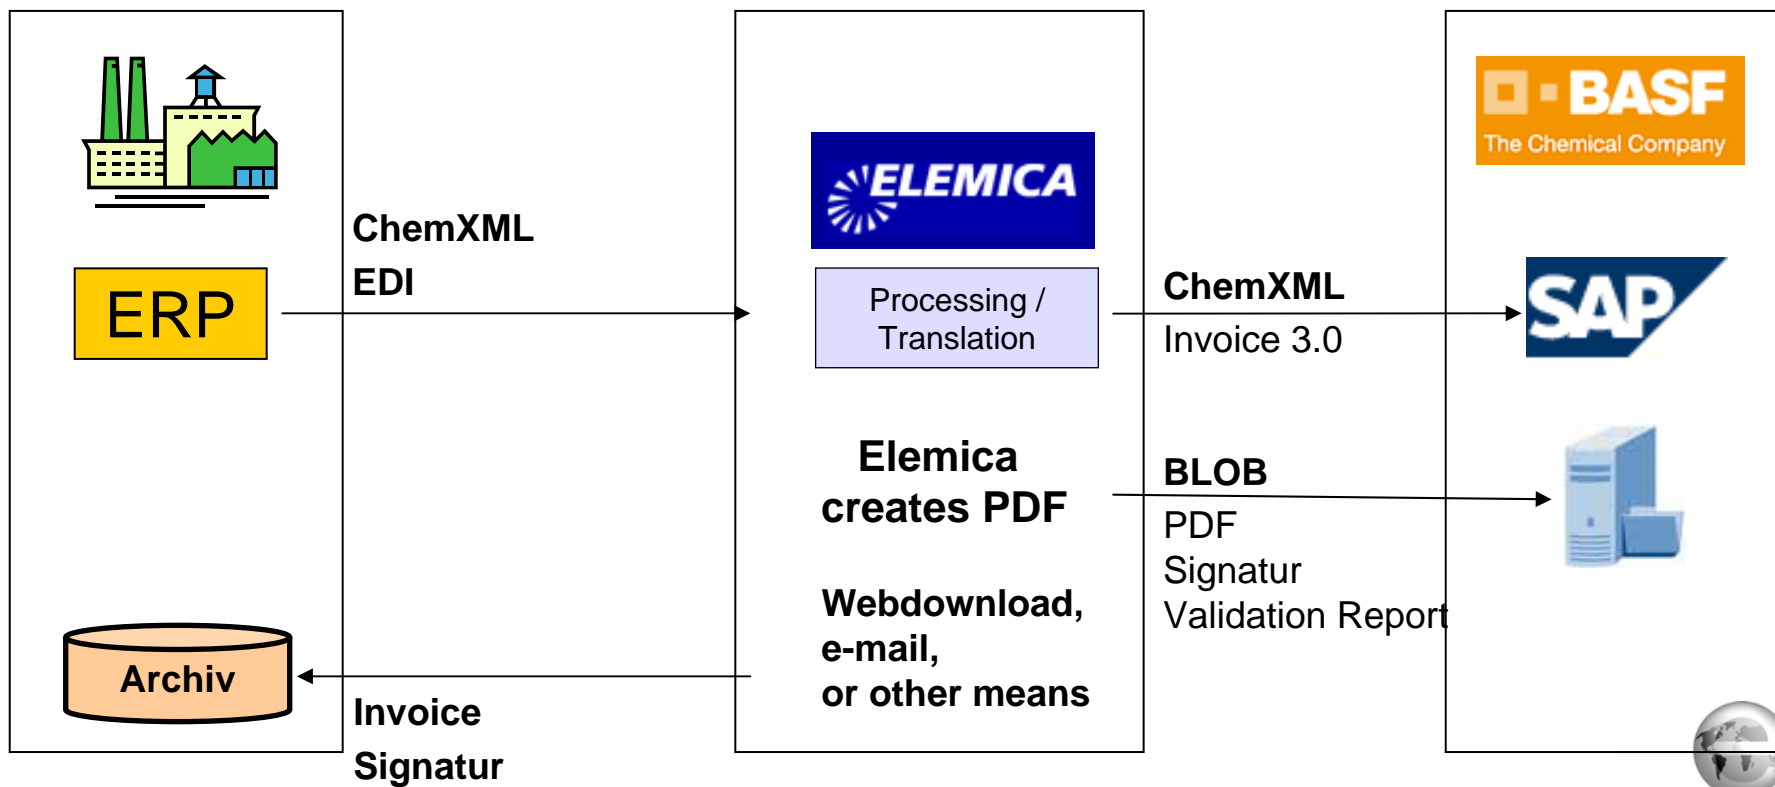 ERP
Archiv
ChemXML
EDI
Invoice
Signatur
ELEMICA
Processing /
Translation
Elemica
creates PDF
Webdownload,
e-mail,
or other means
ChemXML
Invoice 3.0
BLOB
PDF
Signatur
Validation Report
BASF
The Chemical Company
SAP